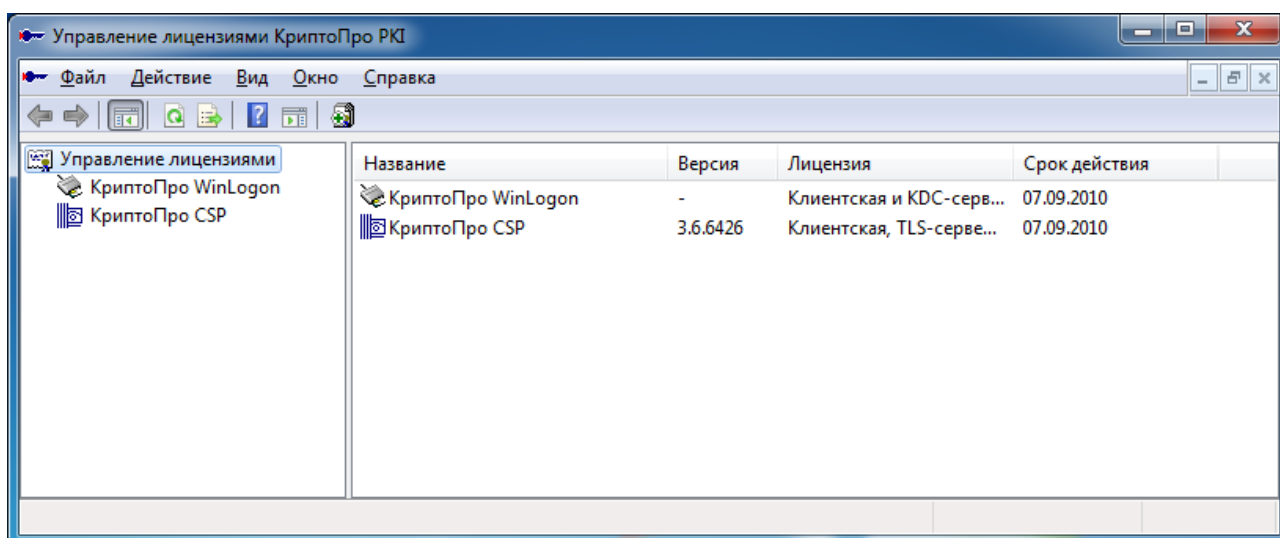 Управление лицензиями КриптоПро PKI
Файл Действие Вид Окно Справка
Управление лицензиями
КриптоПро WinLogon
КриптоПро CSP
Название Версия Лицензия Срок действия
КриптоПро WinLogon - Клиентская и KDC-серв... 07.09.2010
КриптоПро CSP 3.6.6426 Клиентская, TLS-серве... 07.09.2010